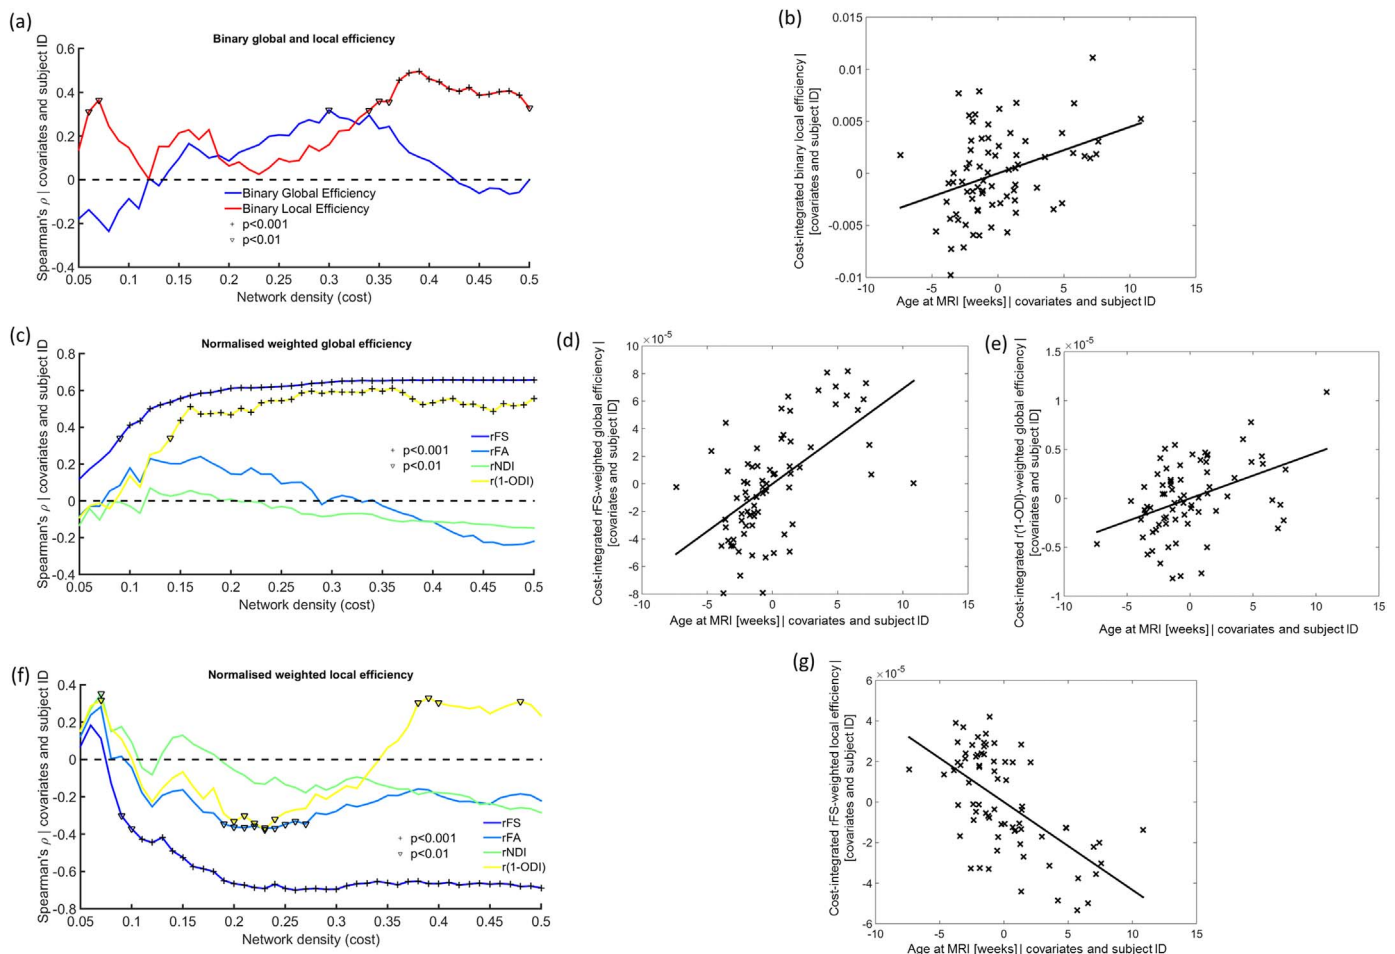 (a)
Binary global and local efficiency
Spearman's ρ | covariates and subject ID
0.6
0.4
0.2
0
-0.2
-0.4
Binary Global Efficiency
Binary Local Efficiency
p<0.001
p<0.01
0.05 0.1 0.15 0.2 0.25 0.3 0.35 0.4 0.45 0.5
Network density (cost)
(b)
Cost-integrated binary local efficiency |
[covariates and subject ID]
0.015
0.01
0.005
0
-0.005
-0.01
-10 -5 0 5 10 15
Age at MRI [weeks] | covariates and subject ID
(c)
Normalised weighted global efficiency
Spearman's ρ | covariates and subject ID
0.8
0.6
0.4
0.2
0
-0.2
-0.4
p<0.001
p<0.01
rFS
rFA
rNDI
r(1-ODI)
0.05 0.1 0.15 0.2 0.25 0.3 0.35 0.4 0.45 0.5
Network density (cost)
(d)
Cost-integrated rFS-weighted global efficiency |
[covariates and subject ID]
×10⁻⁵
10
8
6
4
2
0
-2
-4
-6
-8
-10 -5 0 5 10 15
Age at MRI [weeks] | covariates and subject ID
(e)
Cost-integrated r(1-ODI)-weighted global efficiency |
[covariates and subject ID]
×10⁻⁵
1.5
1
0.5
0
-0.5
-1
-10 -5 0 5 10 15
Age at MRI [weeks] | covariates and subject ID
(f)
Normalised weighted local efficiency
Spearman's ρ | covariates and subject ID
0.4
0.2
0
-0.2
-0.4
-0.6
-0.8
p<0.001
p<0.01
rFS
rFA
rNDI
r(1-ODI)
0.05 0.1 0.15 0.2 0.25 0.3 0.35 0.4 0.45 0.5
Network density (cost)
(g)
Cost-integrated rFS-weighted local efficiency |
[covariates and subject ID]
×10⁻⁵
6
4
2
0
-2
-4
-6
-10 -5 0 5 10 15
Age at MRI [weeks] | covariates and subject ID